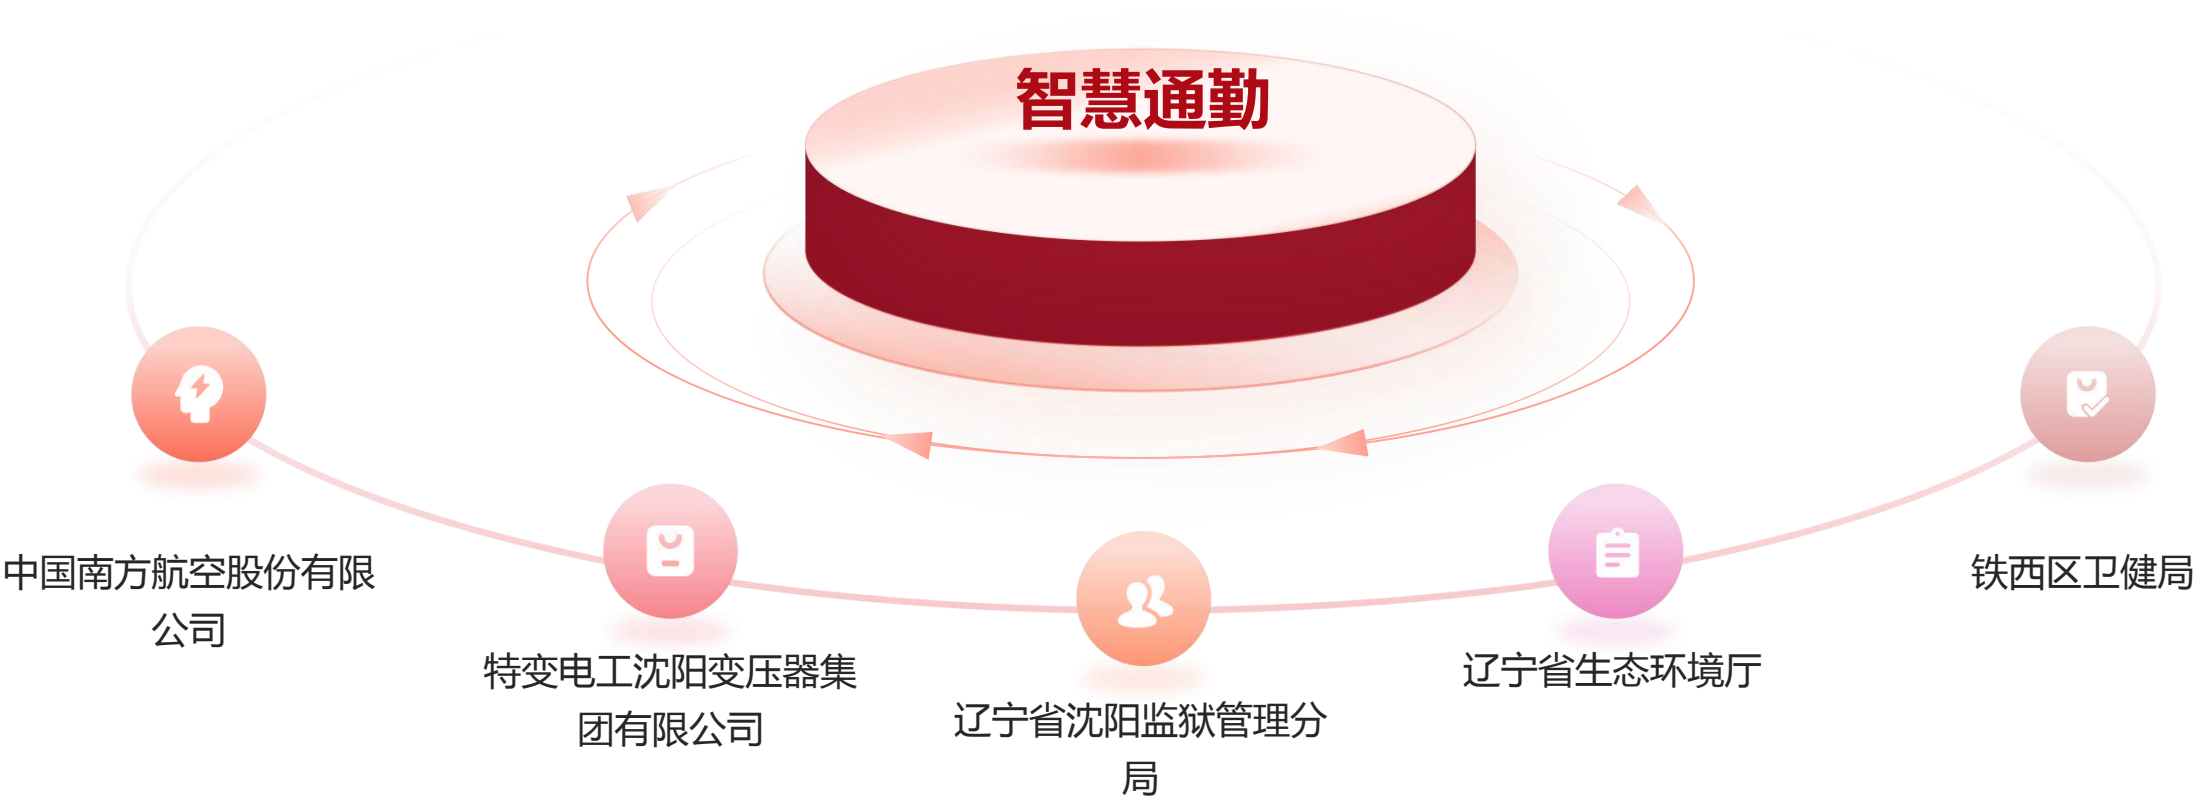 智慧通勤
中国南方航空股份有限
公司
特变电工沈阳变压器集
团有限公司
辽宁省沈阳监狱管理分
局
辽宁省生态环境厅
铁西区卫健局